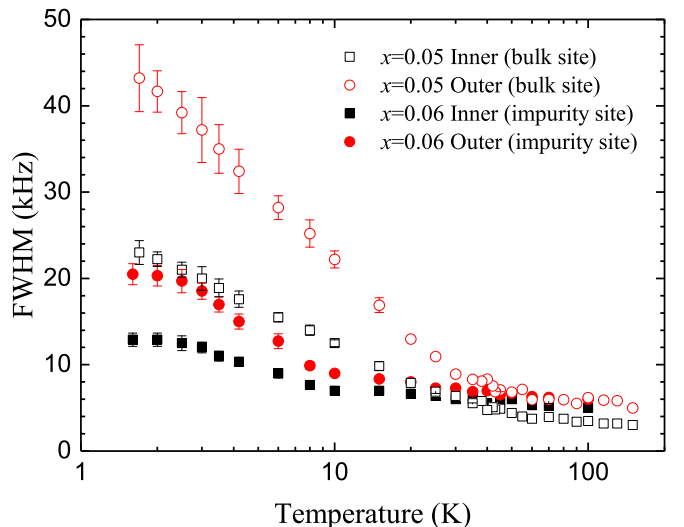 50
40
30
20
10
0
FWHM (kHz)
x=0.05 Inner (bulk site)
x=0.05 Outer (bulk site)
x=0.06 Inner (impurity site)
x=0.06 Outer (impurity site)
1
10
100
Temperature (K)